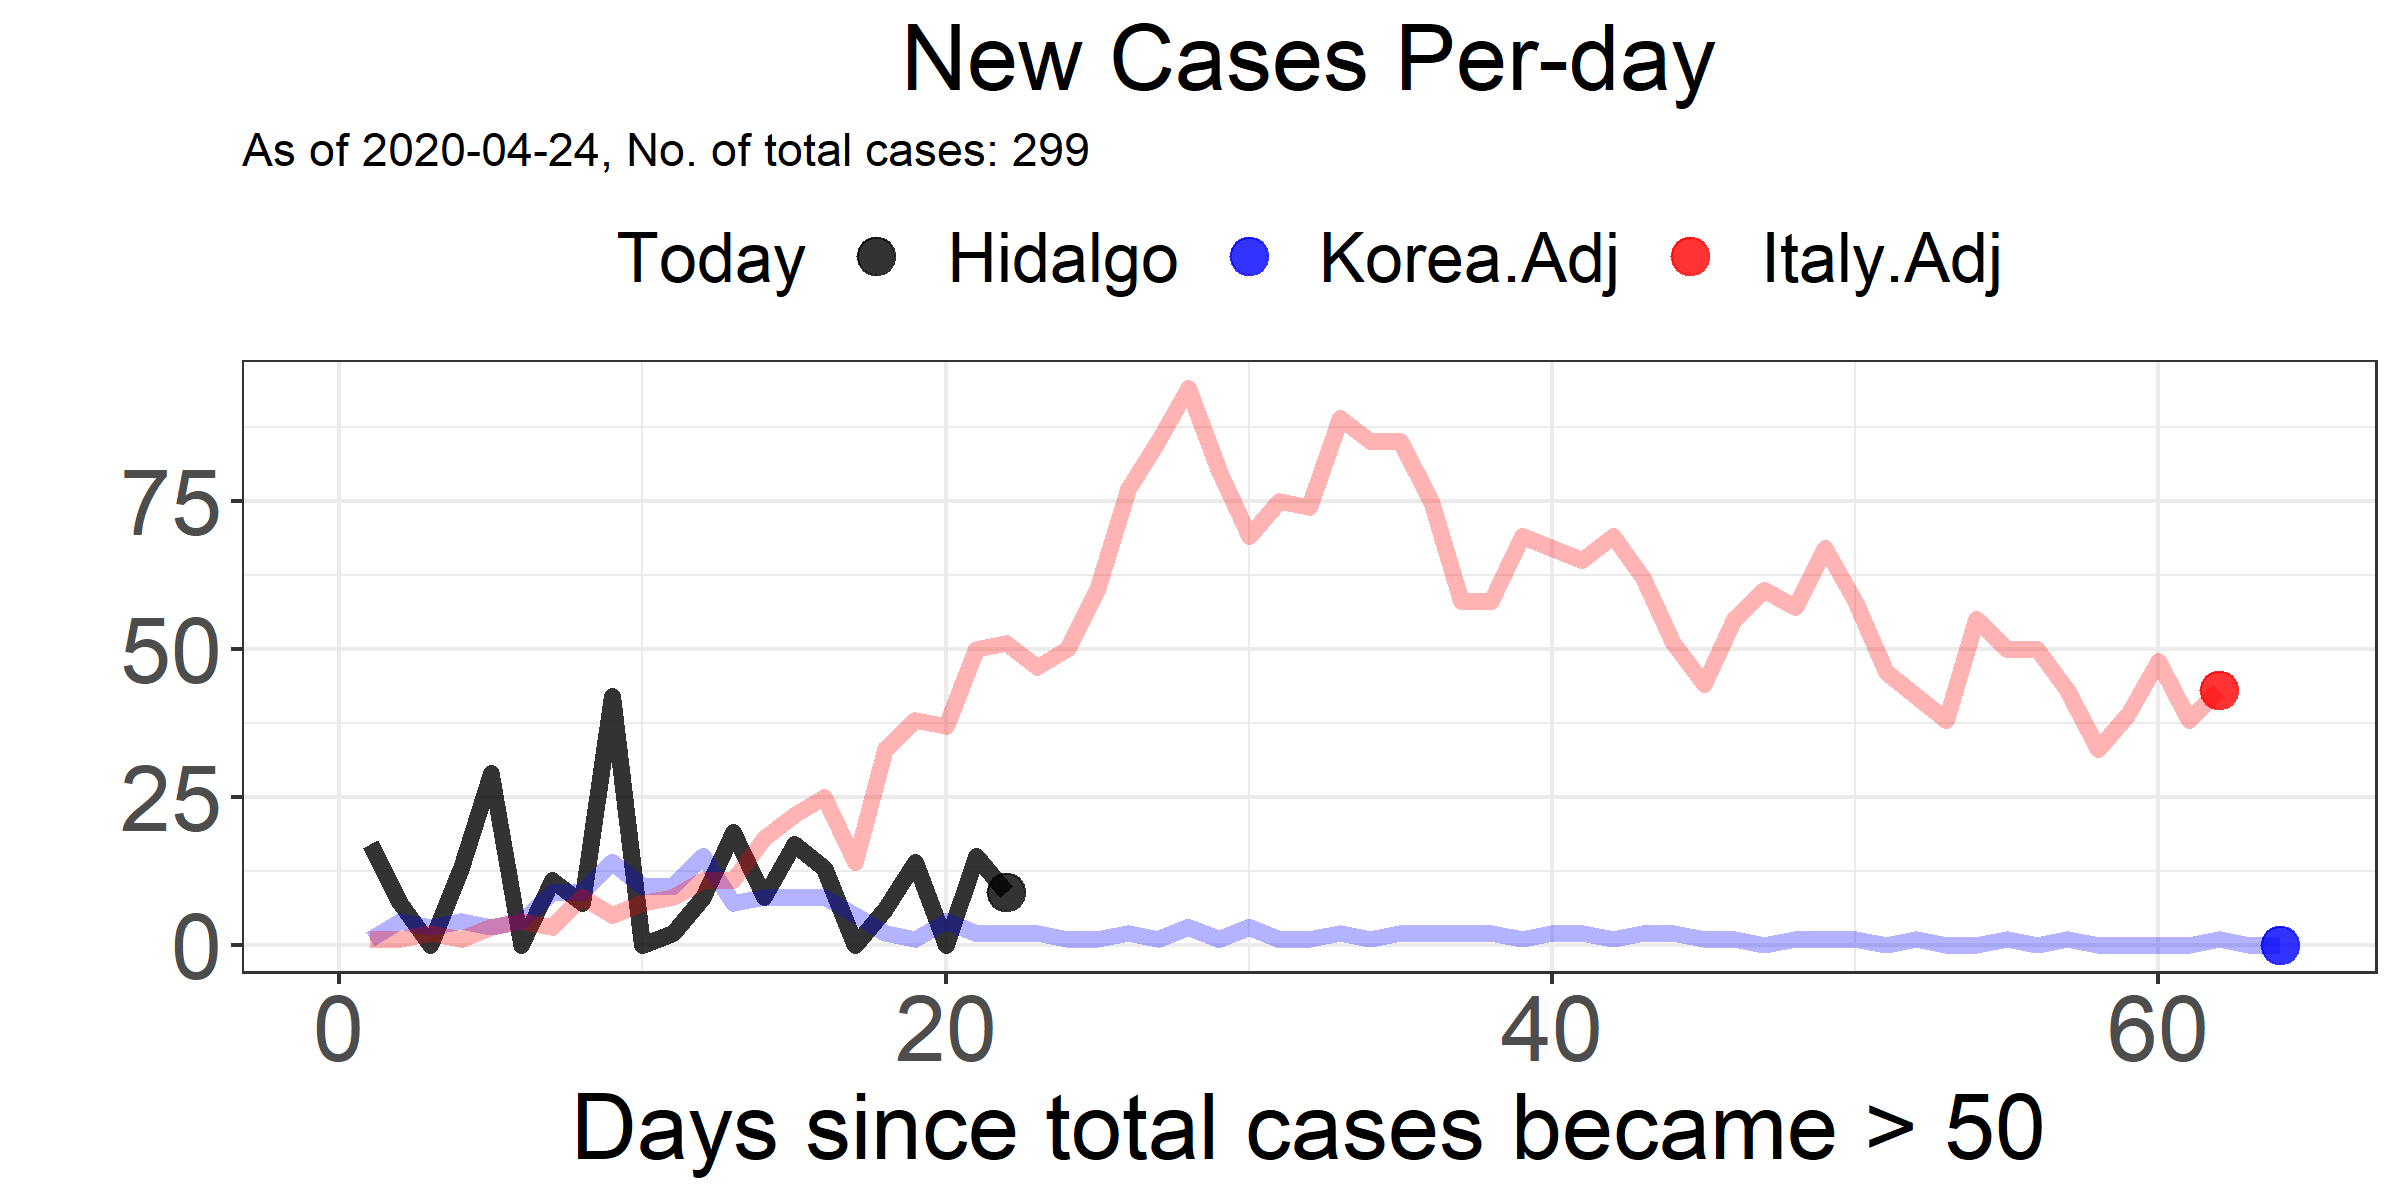 New Cases Per-day
As of 2020-04-24, No. of total cases: 299
Today Hidalgo Korea.Adj Italy.Adj
75
50
25
0
0 20 40 60
Days since total cases became > 50